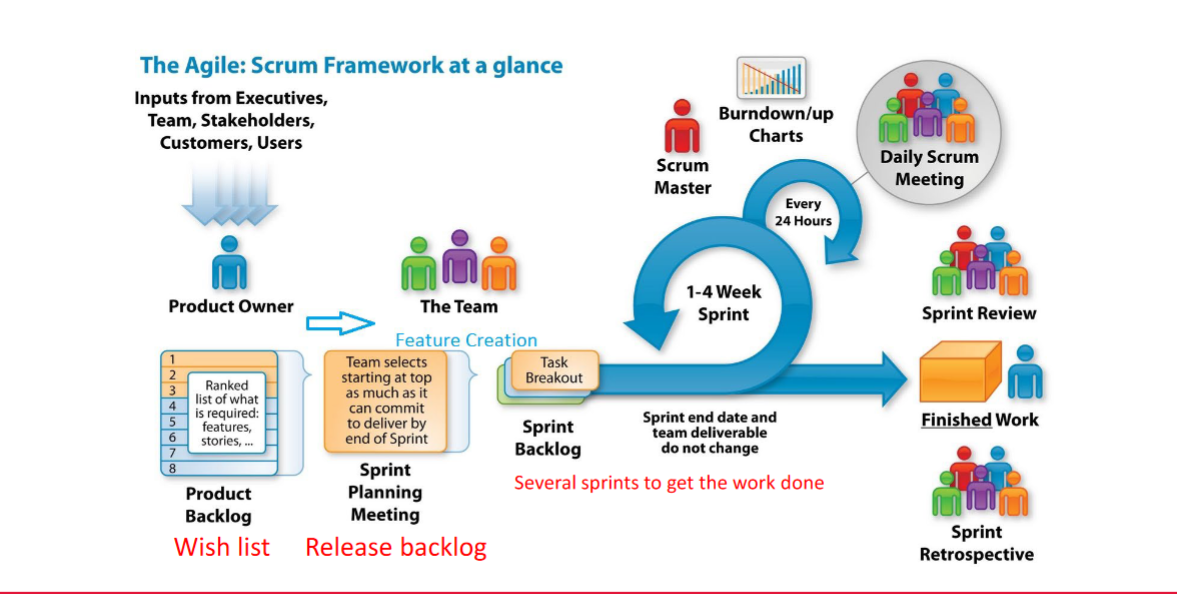 The Agile: Scrum Framework at a glance
Inputs from Executives,
Team, Stakeholders,
Customers, Users
Product Owner
The Team
Feature Creation
1
2
3
4
5
6
7
8
Ranked
list of what
is required:
features,
stories, ...
Product
Backlog
Wish list
Team selects
starting at top
as much as it
can commit
to deliver by
end of Sprint
Sprint
Planning
Meeting
Release backlog
Task
Breakout
Sprint
Backlog
Scrum
Master
Burndown/up
Charts
Daily Scrum
Meeting
Every
24 Hours
1-4 Week
Sprint
Sprint end date and
team deliverable
do not change
Several sprints to get the work done
Sprint Review
Finished Work
Sprint
Retrospective